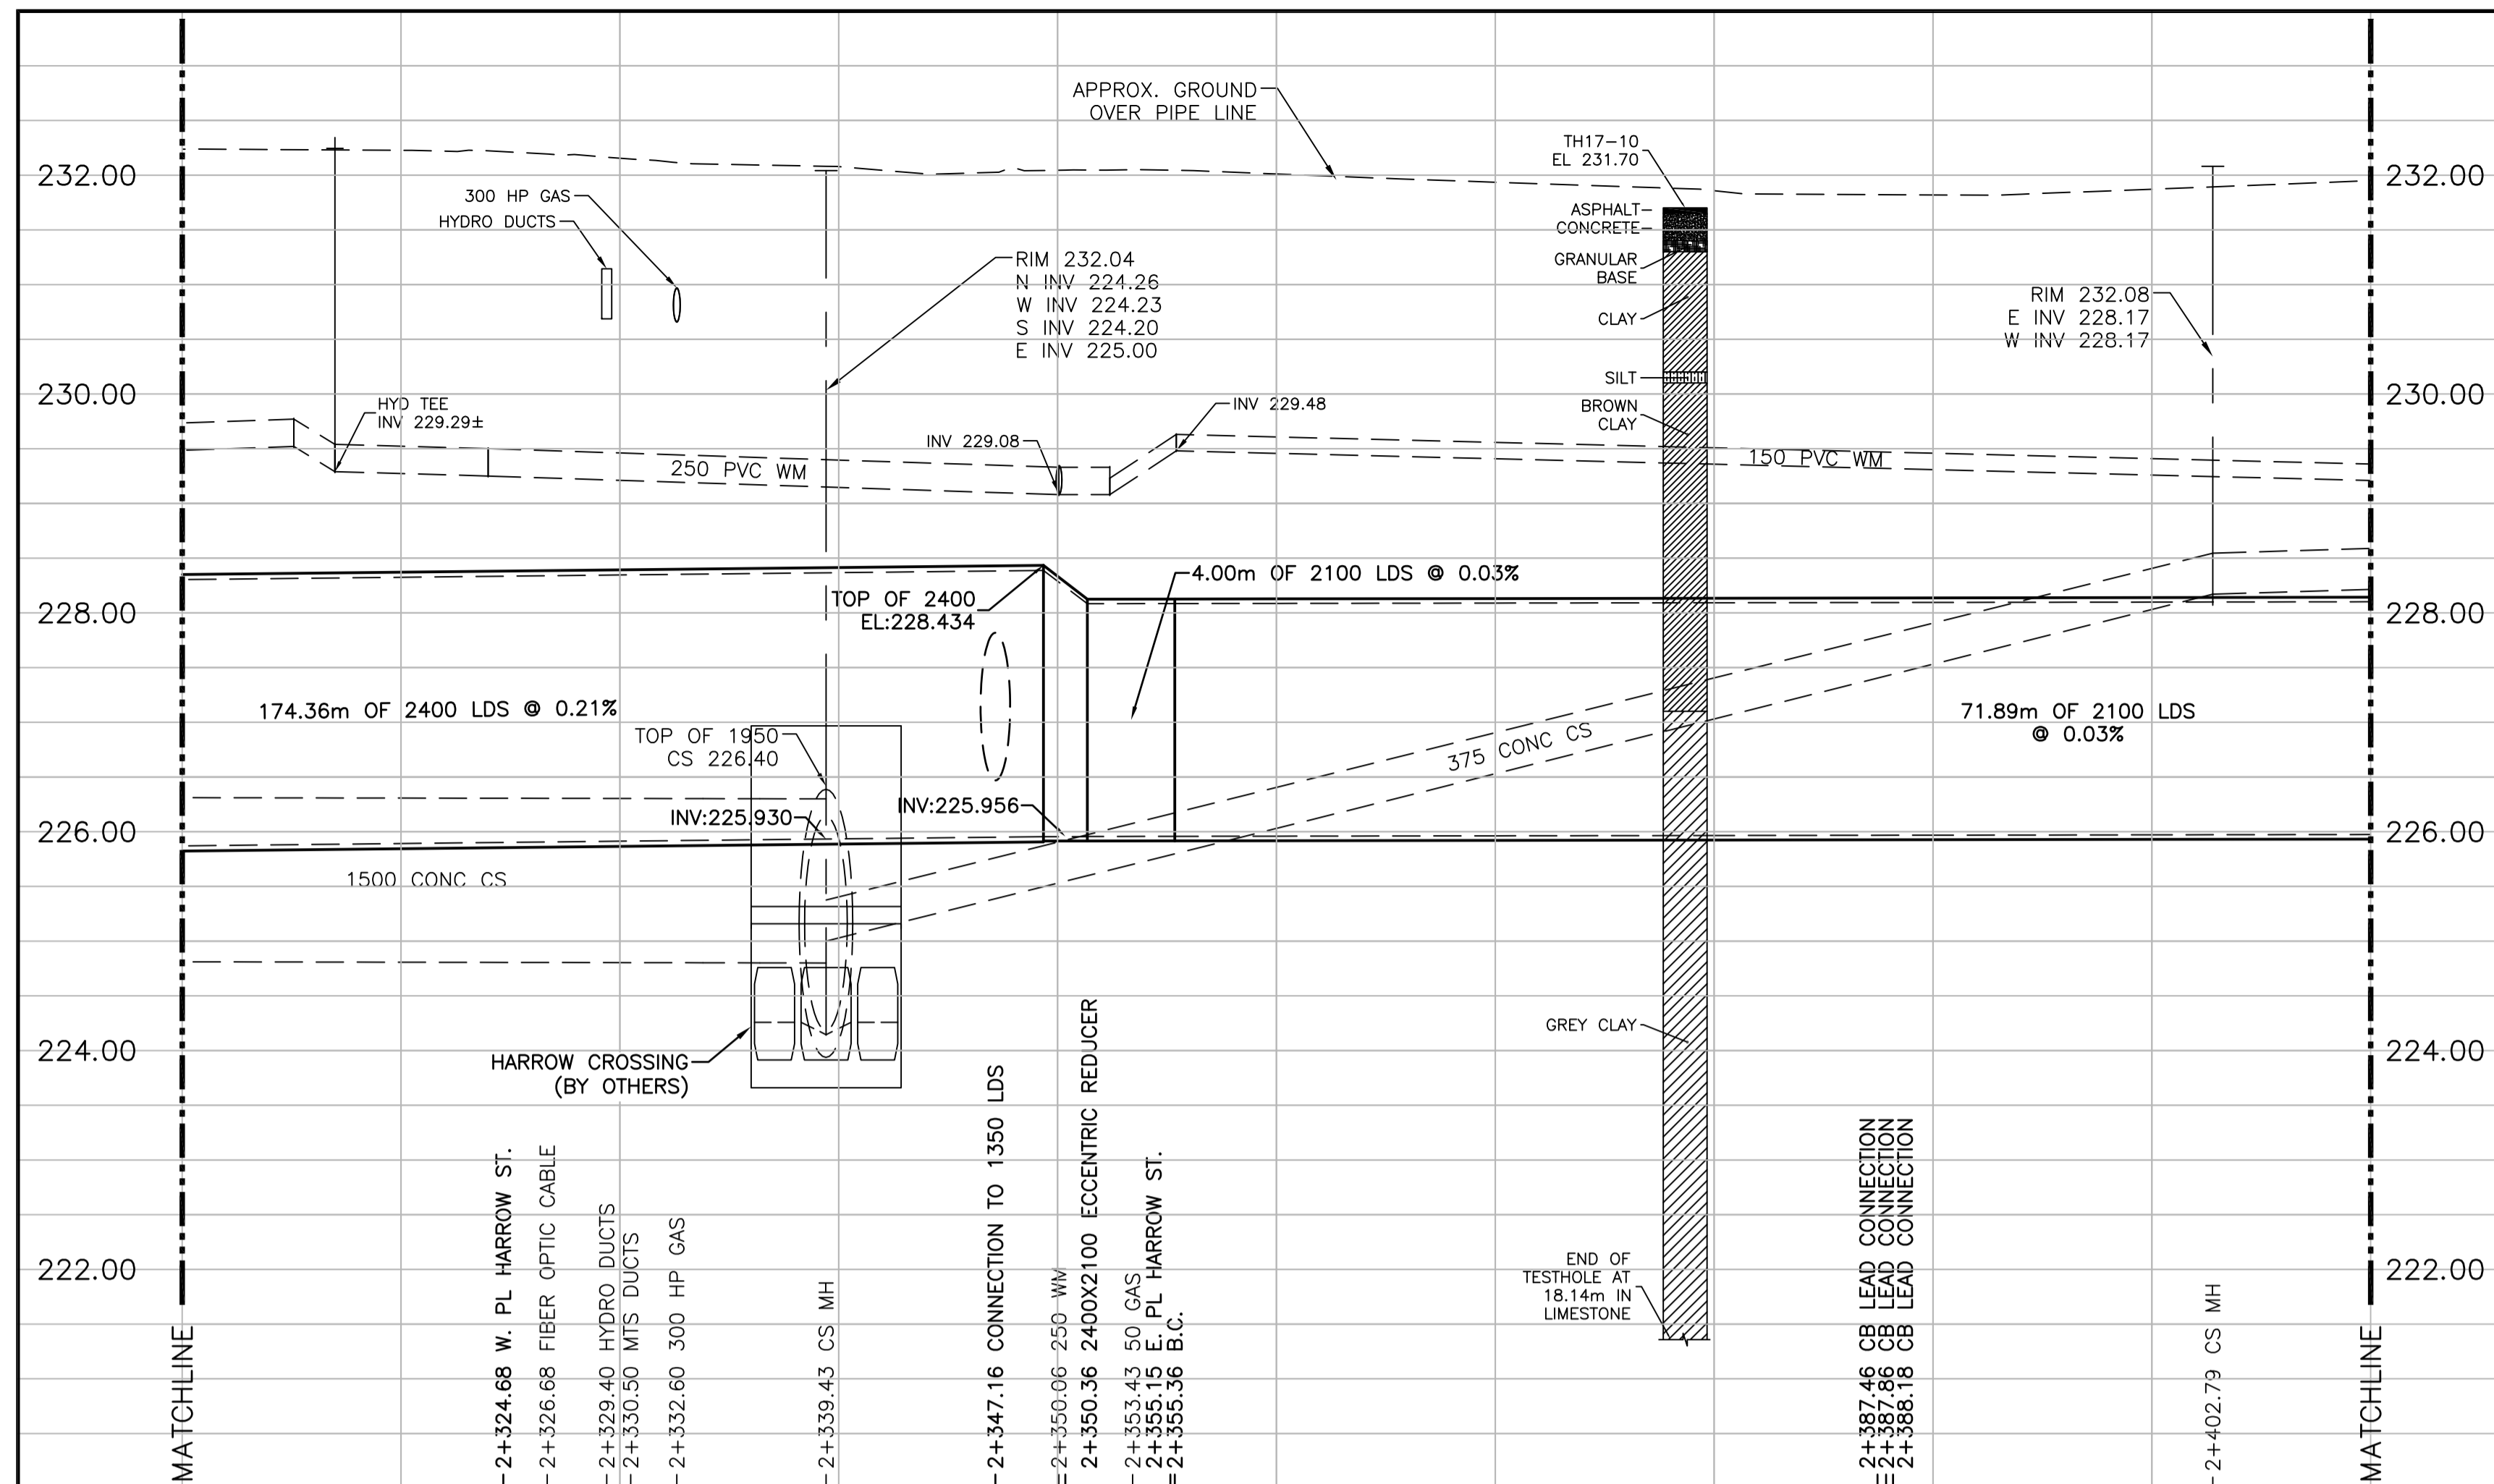 APPROX. GROUND
OVER PIPE LINE
TH17-10
EL 231.70
232.00
232.00
300 HP GAS
HYDRO DUCTS
ASPHALT
CONCRETE
GRANULAR
BASE
CLAY
RIM 232.04
N INV 224.26
W INV 224.23
S INV 224.20
E INV 225.00
RIM 232.08
E INV 228.17
W INV 228.17
SILT
230.00
230.00
HYD TEE
INV 229.29±
INV 229.48
BROWN
CLAY
INV 229.08
250 PVC WM
150 PVC WM
4.00m OF 2100 LDS @ 0.03%
TOP OF 2400
EL:228.434
228.00
228.00
174.36m OF 2400 LDS @ 0.21%
71.89m OF 2100 LDS
@ 0.03%
TOP OF 1950
CS 226.40
375 CONC CS
INV:225.930
INV:225.956
226.00
226.00
1500 CONC CS
GREY CLAY
224.00
224.00
HARROW CROSSING
(BY OTHERS)
222.00
222.00
END OF
TESTHOLE AT
18.14m IN
LIMESTONE
MATCHLINE
2+324.68 W. PL HARROW ST.
2+326.68 FIBER OPTIC CABLE
2+329.40 HYDRO DUCTS
2+330.50 MTS DUCTS
2+332.60 300 HP GAS
2+339.43 CS MH
2+347.16 CONNECTION TO 1350 LDS
2+350.06 250 WM
2+350.36 2400X2100 ECCENTRIC REDUCER
2+353.43 50 GAS
2+355.15 E. PL HARROW ST.
2+355.36 B.C.
2+387.46 CB LEAD CONNECTION
2+387.86 CB LEAD CONNECTION
2+388.18 CB LEAD CONNECTION
2+402.79 CS MH
MATCHLINE